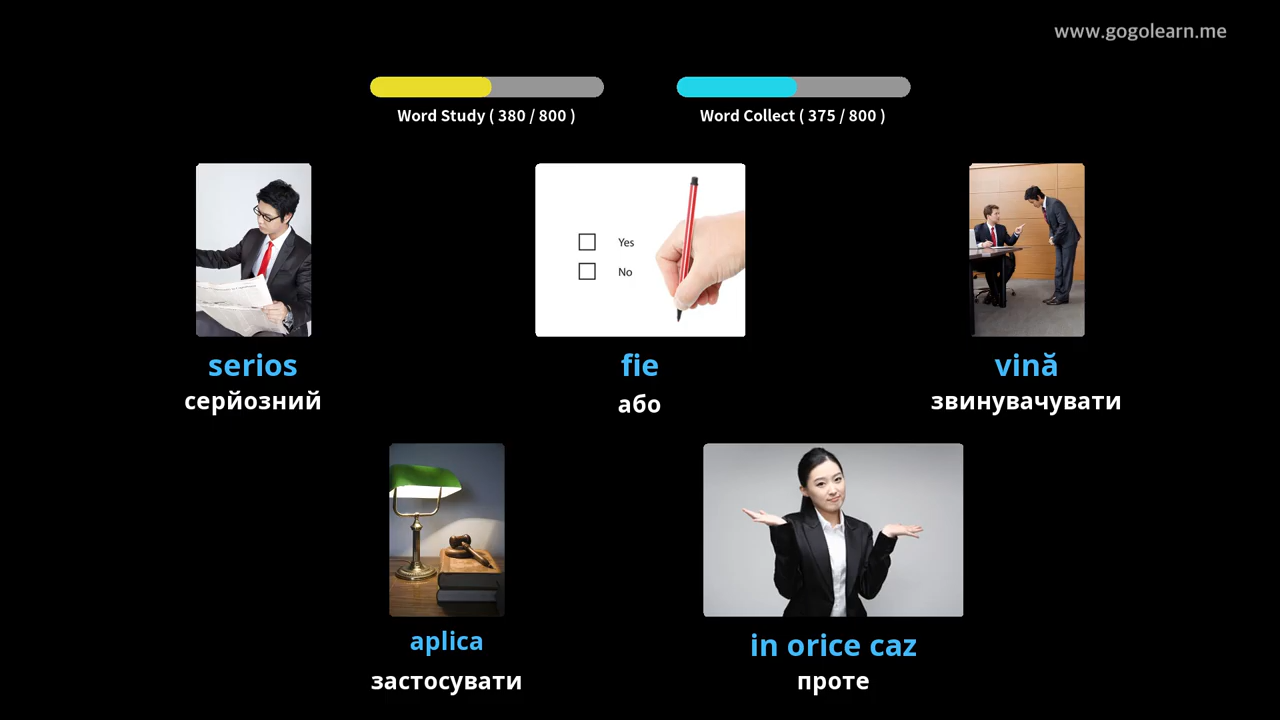 www.gogolearn.me
Word Study ( 380 / 800 )
Word Collect ( 375 / 800 )
Yes
No
serios
серйозний
fie
або
vină
звинувачувати
aplica
застосувати
in orice caz
проте